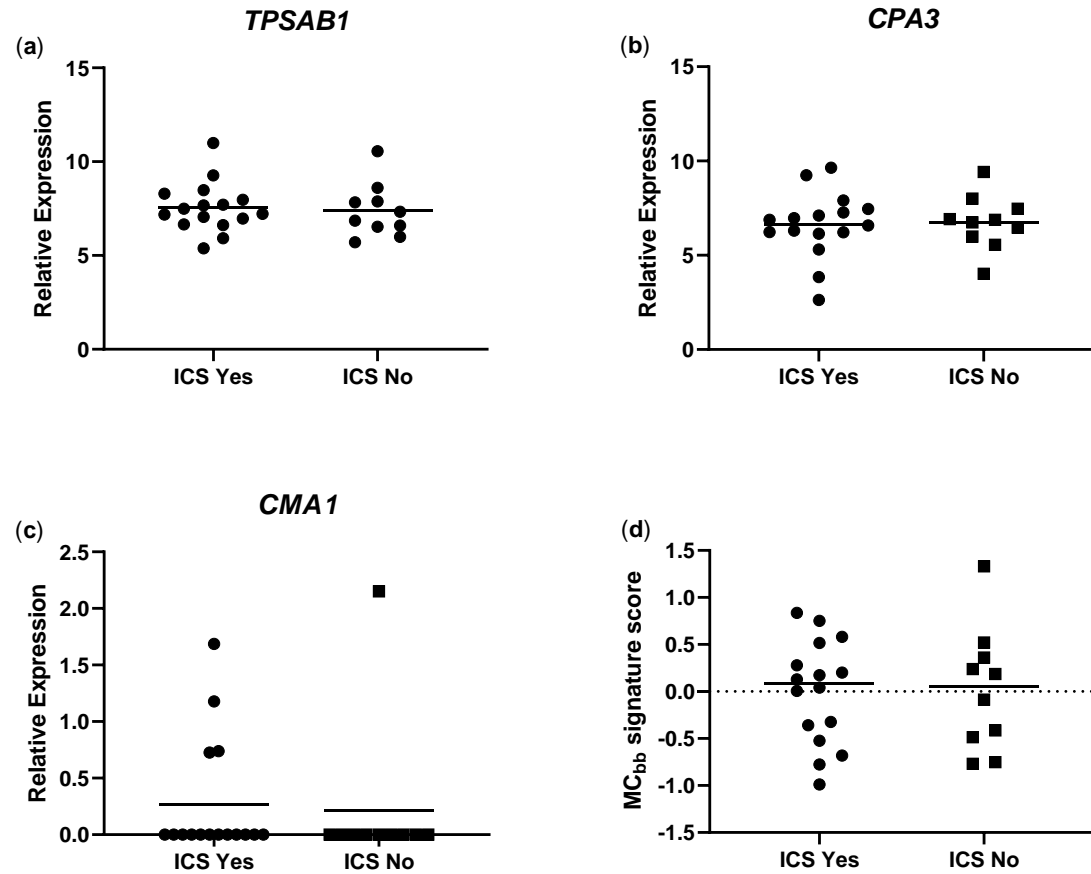 TPSAB1
(a)
15
10
5
0
Relative Expression
ICS Yes
ICS No
CPA3
(b)
15
10
5
0
Relative Expression
ICS Yes
ICS No
CMA1
(c)
2.5
2.0
1.5
1.0
0.5
0.0
Relative Expression
ICS Yes
ICS No
(d)
1.5
1.0
0.5
0.0
-0.5
-1.0
-1.5
MCbb signature score
ICS Yes
ICS No